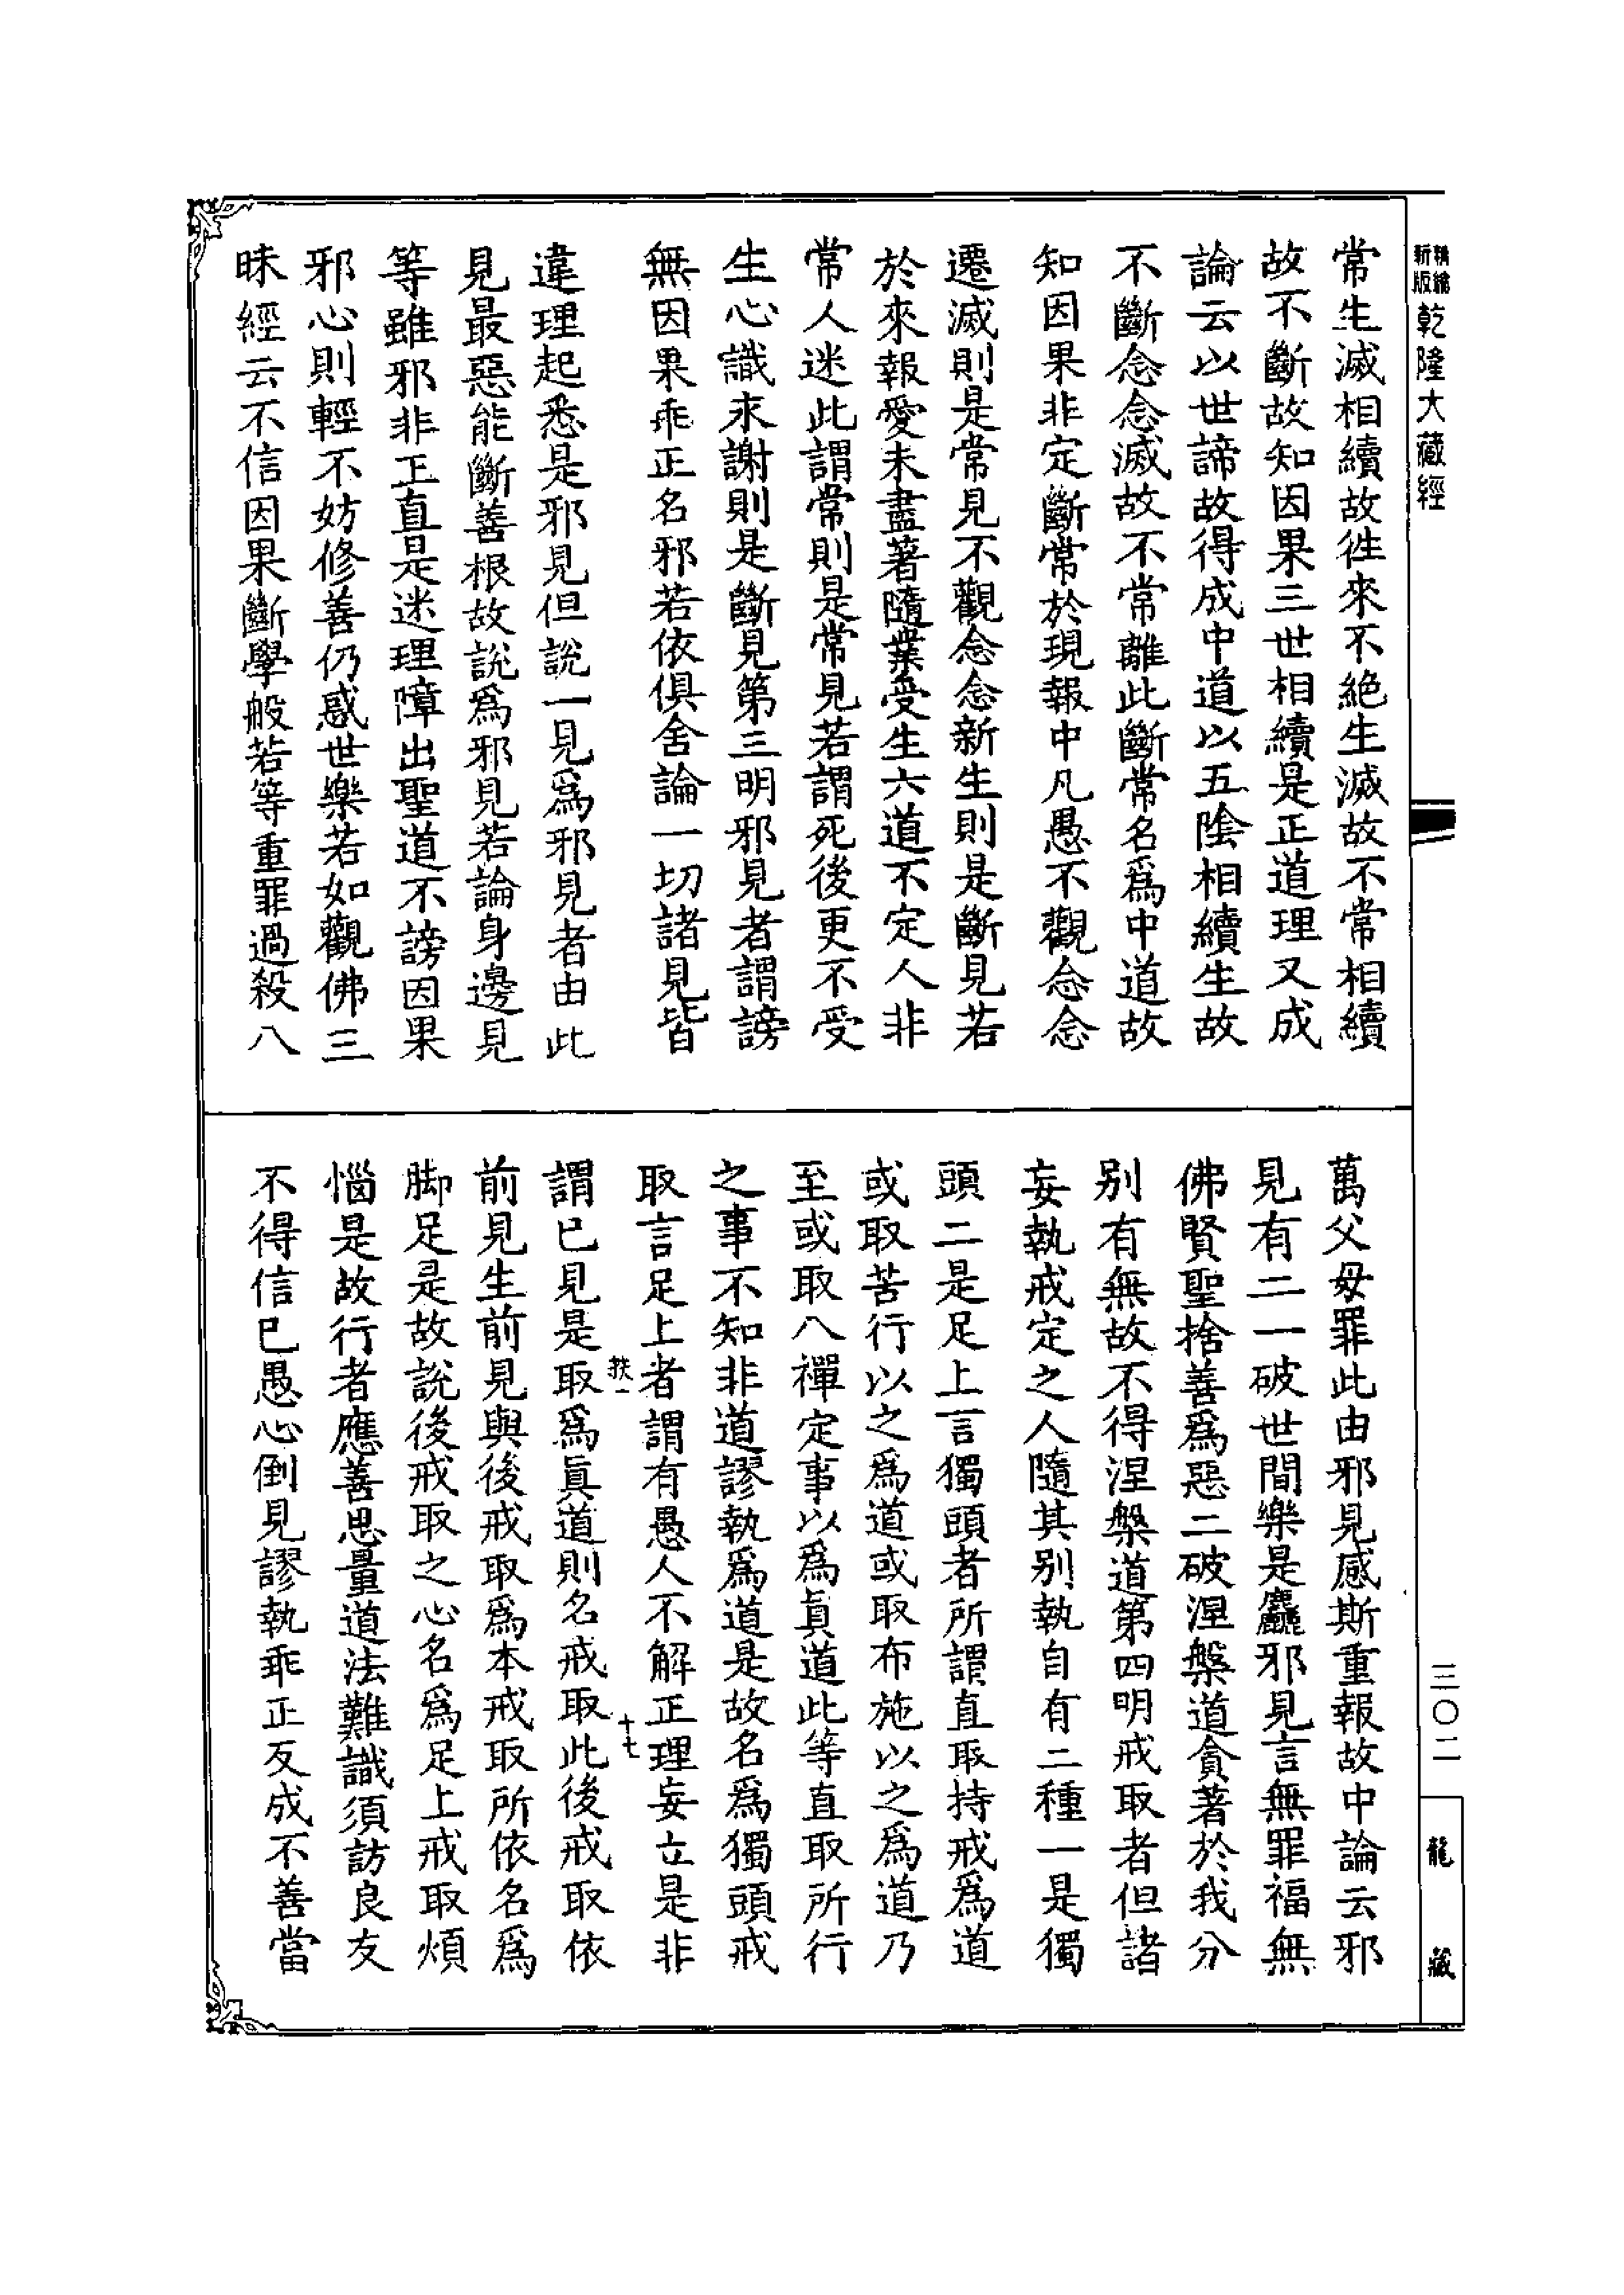 新編
新版
乾隆大藏經
常生滅相續故徃來不絶生滅故不常相續
故不斷故知因果三世相續是正道理又成
論云以世諦故得成中道以五陰相續生故
不斷念念滅故不常離此斷常名爲中道故
知因果非定斷常於現報中凡愚不觀念念
遷滅則是常見不觀念念新生則是斷見若
於來報愛未盡著隨業受生六道不定人非
常人迷此謂常則是常見若謂死後更不受
生心識永謝則是斷見第三明邪見者謂謗
無因果乖正名邪若依俱舍論一切諸見皆
違理起悉是邪見但說一見爲邪見者由此
見最惡能斷善根故說爲邪見若論身邊見
等雖邪非正直是迷理障出聖道不謗因果
邪心則輕不妨修善仍感世樂若如觀佛三
昧經云不信因果斷學般若等重罪過殺八
萬父母罪此由邪見感斯重報故中論云邪
見有二一破世間樂是麤邪見言無罪福無
佛賢聖捨善爲惡二破涅槃道貪著於我分
别有無故不得涅槃道第四明戒取者但諸
妄執戒定之人隨其别執自有二種一是獨
頭二是足上言獨頭者所謂直取持戒爲道
或取苦行以之爲道或取布施以之爲道乃
至或取八禪定事以爲眞道此等直取所行
之事不知非道謬執爲道是故名爲獨頭戒
取言足上者謂有愚人不解正理妄立是非
扶一
十七
謂已見是取爲眞道則名戒取此後戒取依
前見生前見與後戒取爲本戒取所依名爲
脚足是故說後戒取之心名爲足上戒取煩
惱是故行者應善思量道法難識須訪良友
不得信已愚心倒見謬執乖正反成不善當
三〇二
龍藏